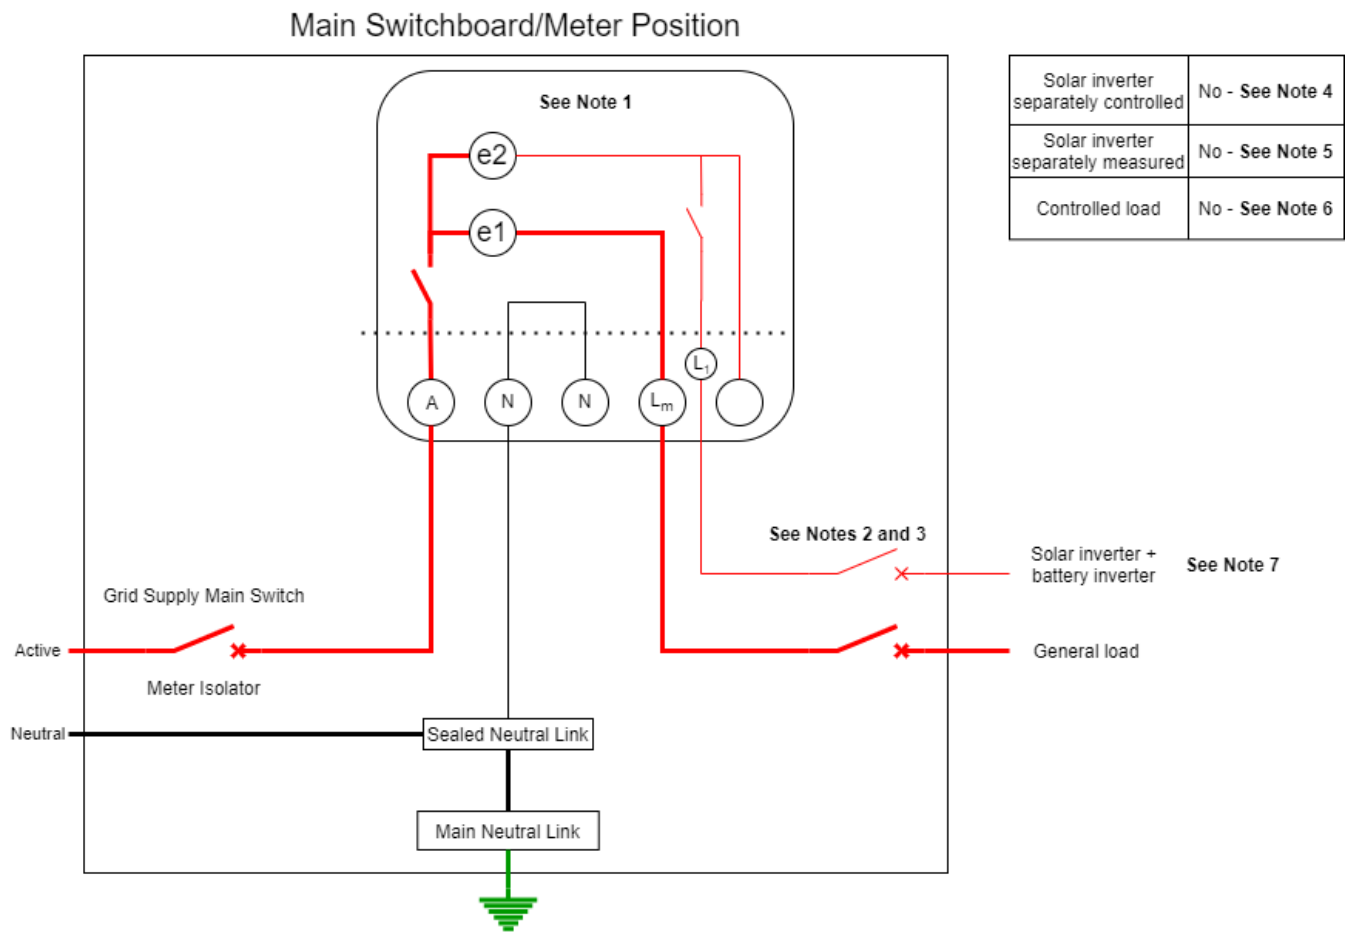 Main Switchboard/Meter Position
See Note 1
e2
e1
L1
A
N
N
Lm
Solar inverter
separately controlled
No - See Note 4
Solar inverter
separately measured
No - See Note 5
Controlled load
No - See Note 6
See Notes 2 and 3
Solar inverter +
battery inverter
See Note 7
Grid Supply Main Switch
Active
General load
Meter Isolator
Neutral
Sealed Neutral Link
Main Neutral Link